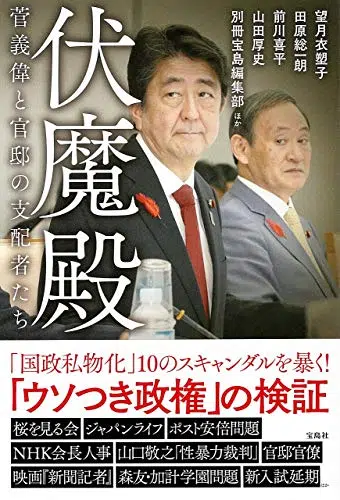 望月衣塑子
田原総一朗
前川喜平
山田厚史
別冊宝島編集部 ほか
伏魔殿
菅義偉と官邸の支配者たち
「国政私物化」10のスキャンダルを暴く!
「ウソつき政権」の検証
桜を見る会 ジャパンライフ ポスト安倍問題
NHK会長人事 山口敬之「性暴力裁判」 官邸官僚
映画『新聞記者』 森友・加計学園問題 新入試延期 ほか
宝島社